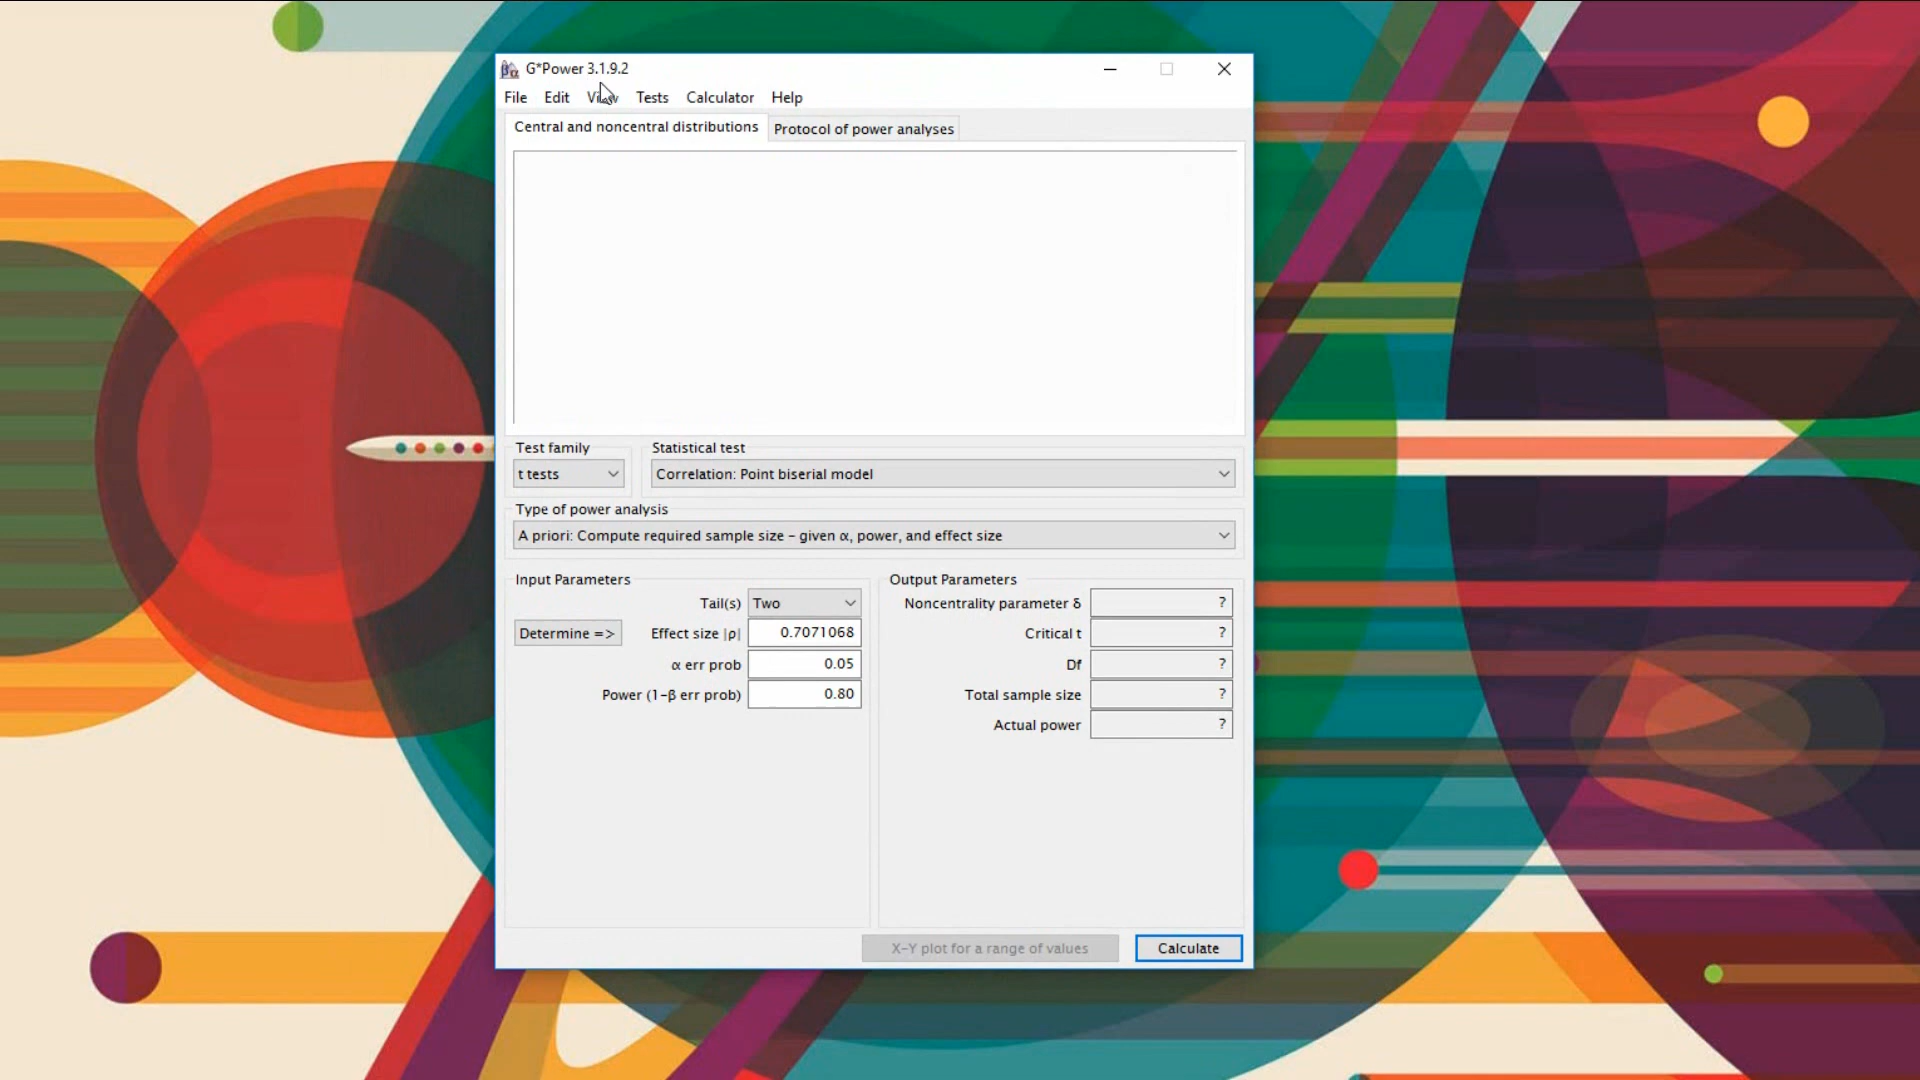 G*Power 3.1.9.2
File Edit View Tests Calculator Help
Central and noncentral distributions Protocol of power analyses
Test family Statistical test
t tests Correlation: Point biserial model
Type of power analysis
A priori: Compute required sample size - given α, power, and effect size
Input Parameters Output Parameters
Tail(s) Two Noncentrality parameter δ ?
Determine => Effect size |ρ| 0.7071068 Critical t ?
α err prob 0.05 Df ?
Power (1-β err prob) 0.80 Total sample size ?
Actual power ?
X-Y plot for a range of values Calculate